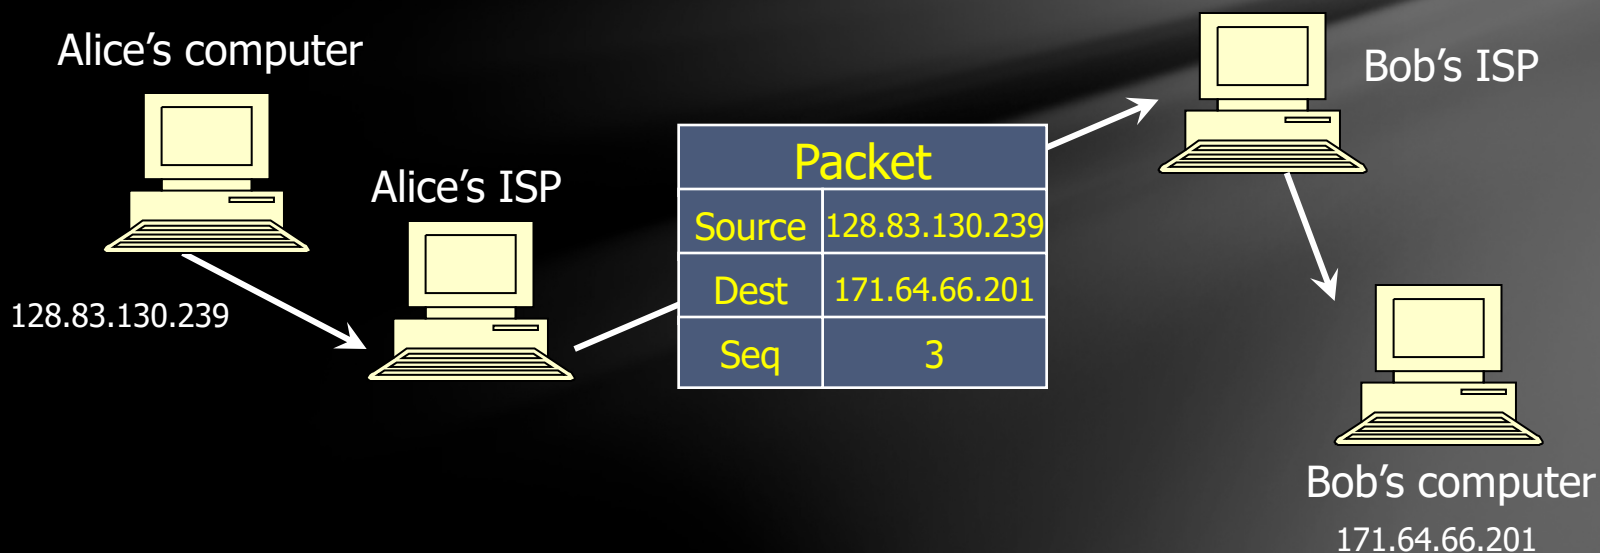 Alice’s computer
128.83.130.239
Alice’s ISP
Packet
Source 128.83.130.239
Dest 171.64.66.201
Seq 3
Bob’s ISP
Bob’s computer
171.64.66.201